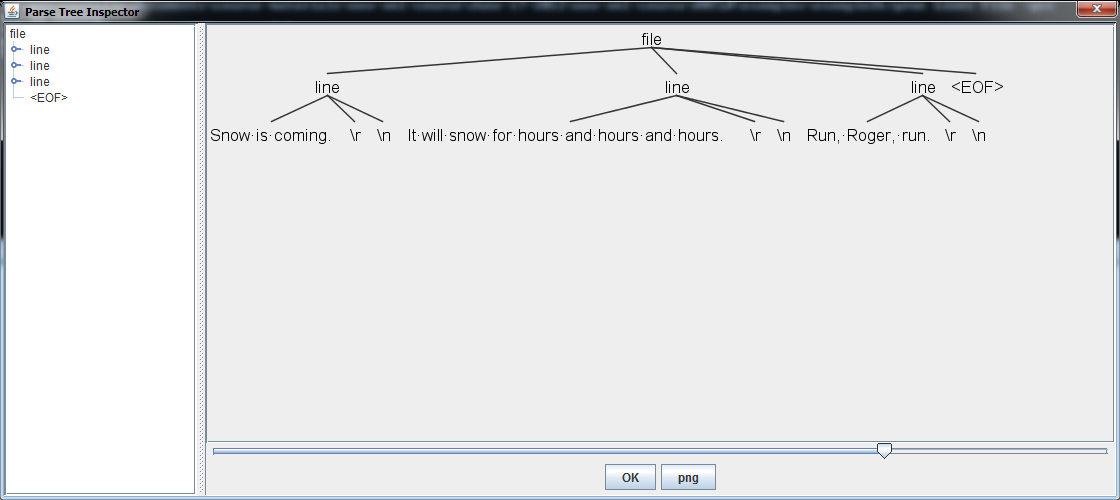 Parse Tree Inspector
file
line
line
line
<EOF>
file
line line line <EOF>
Snow·is·coming. \r \n It·will·snow·for·hours·and·hours·and·hours. \r \n Run,·Roger,·run. \r \n
OK png